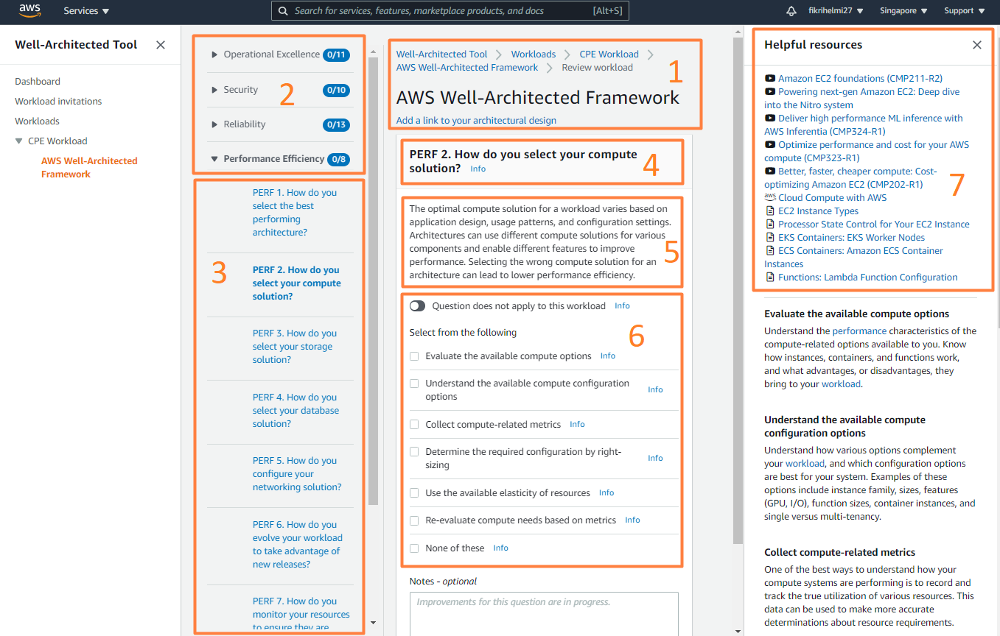 aws
Services
Search for services, features, marketplace products, and docs [Alt+S]
fikrihelmi27
Singapore
Support
Well-Architected Tool
Dashboard
Workload invitations
Workloads
CPE Workload
AWS Well-Architected
Framework
Operational Excellence 0/11
Security 0/10
2
Reliability 0/13
Performance Efficiency 0/8
PERF 1. How do you
select the best
performing
architecture?
3
PERF 2. How do you
select your compute
solution?
PERF 3. How do you
select your storage
solution?
PERF 4. How do you
select your database
solution?
PERF 5. How do you
configure your
networking solution?
PERF 6. How do you
evolve your workload
to take advantage of
new releases?
PERF 7. How do you
monitor your resources
to ensure they are
Well-Architected Tool > Workloads > CPE Workload >
AWS Well-Architected Framework > Review workload
1
AWS Well-Architected Framework
Add a link to your architectural design
PERF 2. How do you select your compute
solution? Info
4
The optimal compute solution for a workload varies based on
application design, usage patterns, and configuration settings.
Architectures can use different compute solutions for various
components and enable different features to improve
performance. Selecting the wrong compute solution for an
architecture can lead to lower performance efficiency.
5
Question does not apply to this workload Info
Select from the following
6
Evaluate the available compute options Info
Understand the available compute configuration
options Info
Collect compute-related metrics Info
Determine the required configuration by right-
sizing Info
Use the available elasticity of resources Info
Re-evaluate compute needs based on metrics Info
None of these Info
Notes - optional
Improvements for this question are in progress.
Helpful resources
Amazon EC2 foundations (CMP211-R2)
Powering next-gen Amazon EC2: Deep dive
into the Nitro system
Deliver high performance ML inference with
AWS Inferentia (CMP324-R1)
Optimize performance and cost for your AWS
compute (CMP323-R1)
Better, faster, cheaper compute: Cost-
optimizing Amazon EC2 (CMP202-R1)
7
aws Cloud Compute with AWS
EC2 Instance Types
Processor State Control for Your EC2 Instance
EKS Containers: EKS Worker Nodes
ECS Containers: Amazon ECS Container
Instances
Functions: Lambda Function Configuration
Evaluate the available compute options
Understand the performance characteristics of the
compute-related options available to you. Know
how instances, containers, and functions work,
and what advantages, or disadvantages, they
bring to your workload.
Understand the available compute
configuration options
Understand how various options complement
your workload, and which configuration options
are best for your system. Examples of these
options include instance family, sizes, features
(GPU, I/O), function sizes, container instances, and
single versus multi-tenancy.
Collect compute-related metrics
One of the best ways to understand how your
compute systems are performing is to record and
track the true utilization of various resources. This
data can be used to make more accurate
determinations about resource requirements.